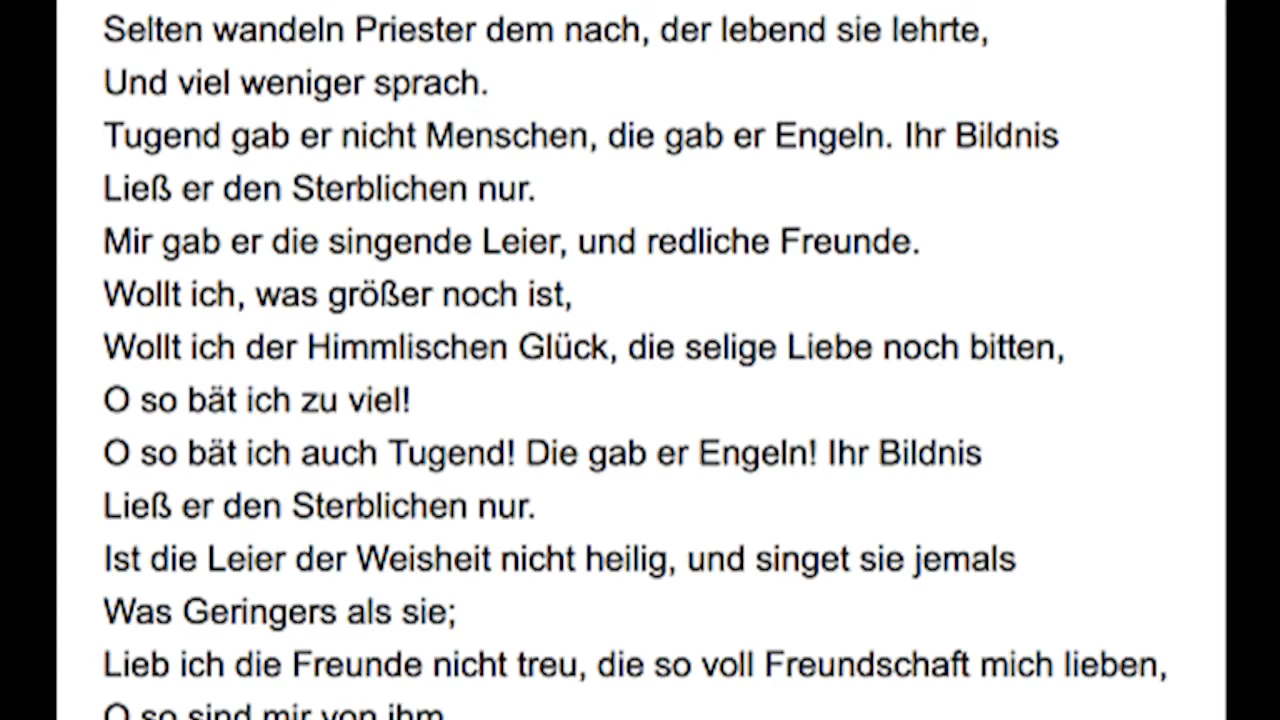 Selten wandeln Priester dem nach, der lebend sie lehrte,
Und viel weniger sprach.
Tugend gab er nicht Menschen, die gab er Engeln. Ihr Bildnis
Ließ er den Sterblichen nur.
Mir gab er die singende Leier, und redliche Freunde.
Wollt ich, was größer noch ist,
Wollt ich der Himmlischen Glück, die selige Liebe noch bitten,
O so bät ich zu viel!
O so bät ich auch Tugend! Die gab er Engeln! Ihr Bildnis
Ließ er den Sterblichen nur.
Ist die Leier der Weisheit nicht heilig, und singet sie jemals
Was Geringers als sie;
Lieb ich die Freunde nicht treu, die so voll Freundschaft mich lieben,
O so sind mir von ihm